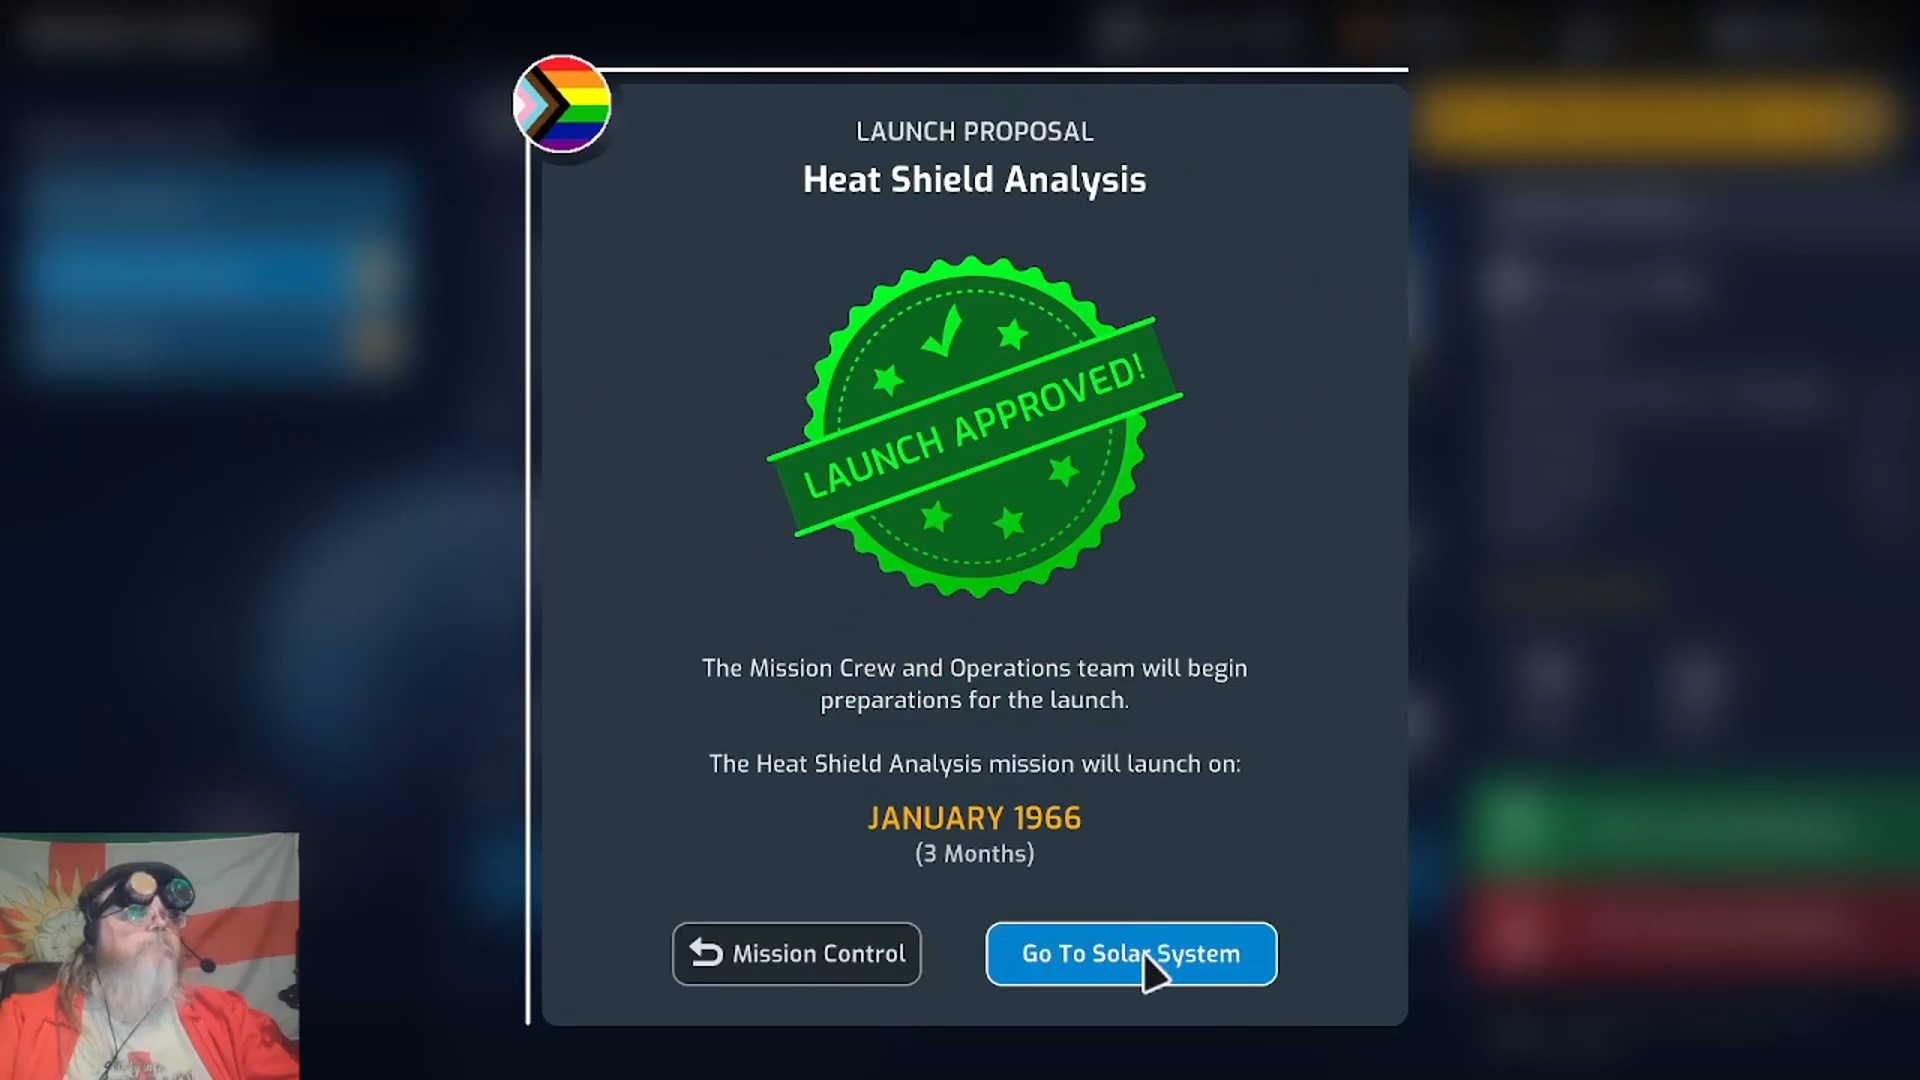 LAUNCH PROPOSAL
Heat Shield Analysis
LAUNCH APPROVED!
The Mission Crew and Operations team will begin
preparations for the launch.
The Heat Shield Analysis mission will launch on:
JANUARY 1966
(3 Months)
Mission Control
Go To Solar System